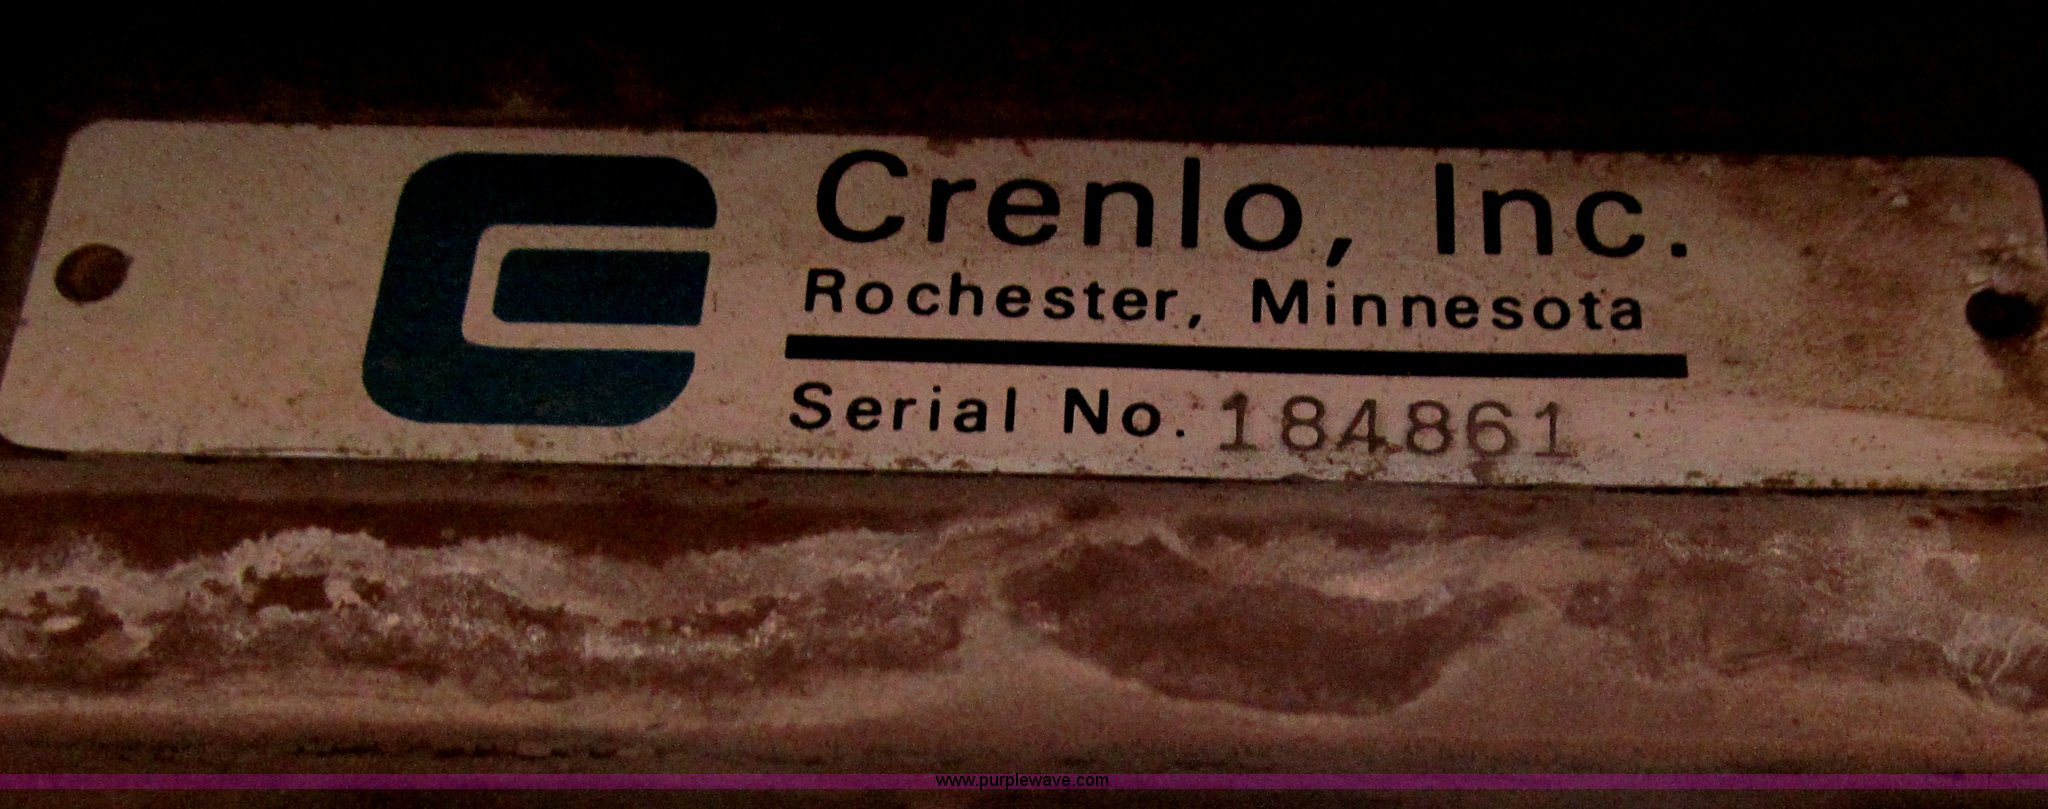 Crenlo, Inc.
Rochester, Minnesota
Serial No. 184861
www.purplewave.com